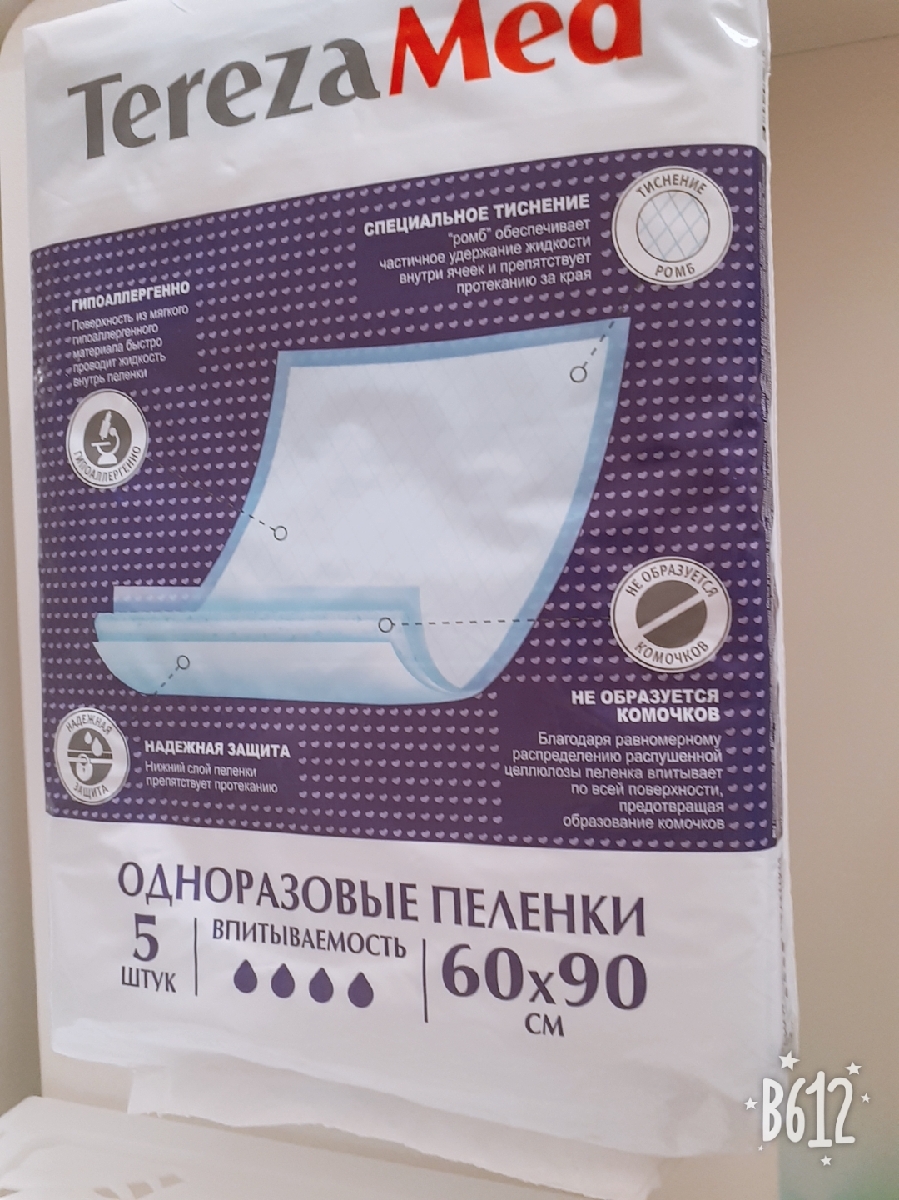 TerezaMed
СПЕЦИАЛЬНОЕ ТИСНЕНИЕ
"ромб" обеспечивает
частичное удержание жидкости
внутри ячеек и препятствует
протеканию за края
ТИСНЕНИЕ
РОМБ
ГИПОАЛЛЕРГЕННО
Поверхность из мягкого
гипоаллергенного
материала быстро
проводит жидкость
внутрь пеленки
ГИПОАЛЛЕРГЕННО
НЕ ОБРАЗУЕТСЯ
КОМОЧКОВ
НЕ ОБРАЗУЕТСЯ
КОМОЧКОВ
Благодаря равномерному
распределению распушенной
целлюлозы пеленка впитывает
по всей поверхности,
предотвращая
образование комочков
НАДЕЖНАЯ
ЗАЩИТА
НАДЕЖНАЯ ЗАЩИТА
Нижний слой пеленки
препятствует протеканию
ОДНОРАЗОВЫЕ ПЕЛЕНКИ
5
ШТУК
ВПИТЫВАЕМОСТЬ
60x90
СМ
B612